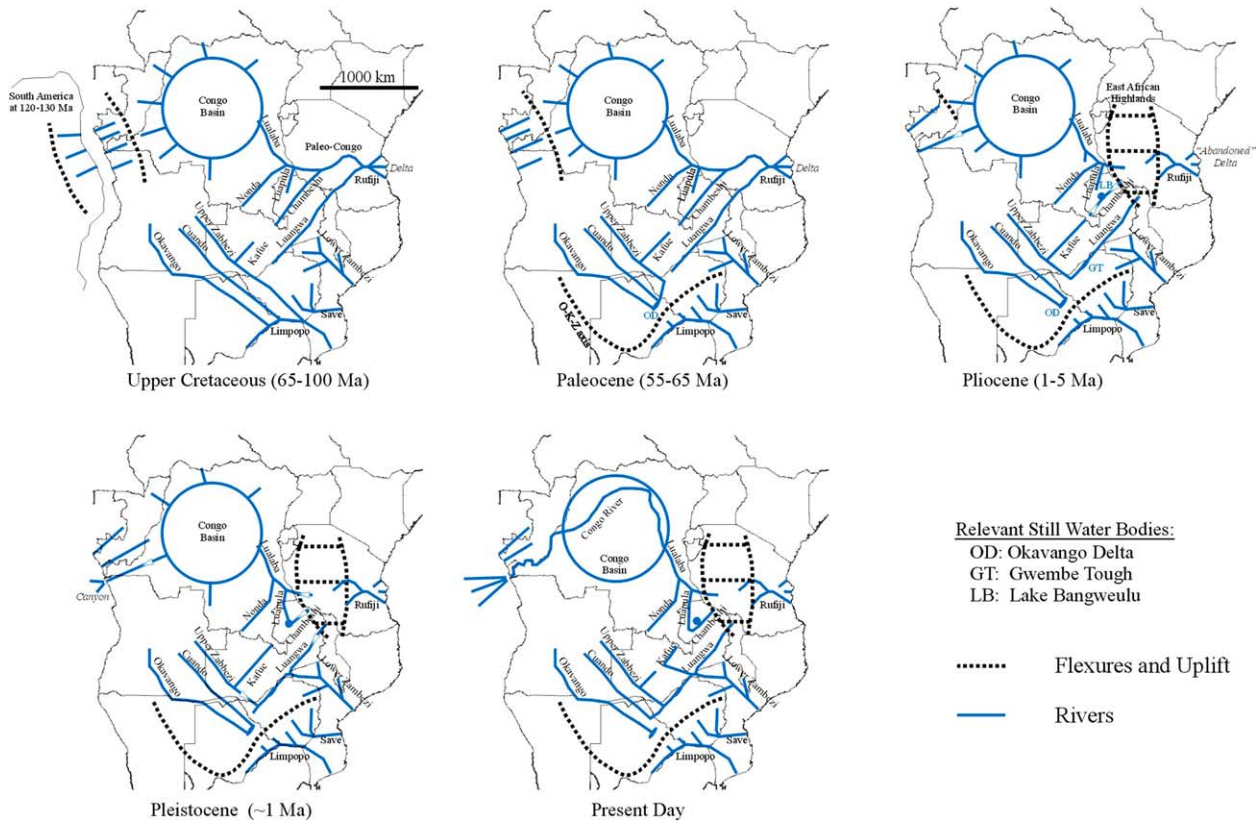 South America
at 120-130 Ma
Congo
Basin
1000 km
Lualaba
Paleo-Congo
Delta
Nonda
Luapula
Chambeshi
Rufiji
Okavango
Cuando
Upper Zabbezi
Kafue
Luangwa
Lower Zambezi
Save
Limpopo
Upper Cretaceous (65-100 Ma)
Congo
Basin
Lualaba
Delta
Nonda
Luapula
Chambeshi
Rufiji
Okavango
Cuando
Upper Zabbezi
Kafue
Luangwa
Lower Zambezi
OD
O-K-Z axis
Save
Limpopo
Paleocene (55-65 Ma)
Congo
Basin
East African
Highlands
Lualaba
"Abandoned"
Delta
Nonda
Luapula
LB
Chambeshi
Rufiji
Okavango
Cuando
Upper Zabbezi
Kafue
Luangwa
Lower Zambezi
GT
OD
Save
Limpopo
Pliocene (1-5 Ma)
Congo
Basin
Lualaba
Canyon
Nonda
Luapula
Rufiji
Okavango
Cuando
Upper Zabbezi
Kafue
Luangwa
Lower Zambezi
Save
Limpopo
Pleistocene (~1 Ma)
Congo River
Congo
Basin
Lualaba
Nonda
Luapula
Chambeshi
Rufiji
Okavango
Cuando
Upper Zabbezi
Kafue
Luangwa
Lower Zambezi
Save
Limpopo
Present Day
Relevant Still Water Bodies:
OD: Okavango Delta
GT: Gwembe Tough
LB: Lake Bangweulu
Flexures and Uplift
Rivers